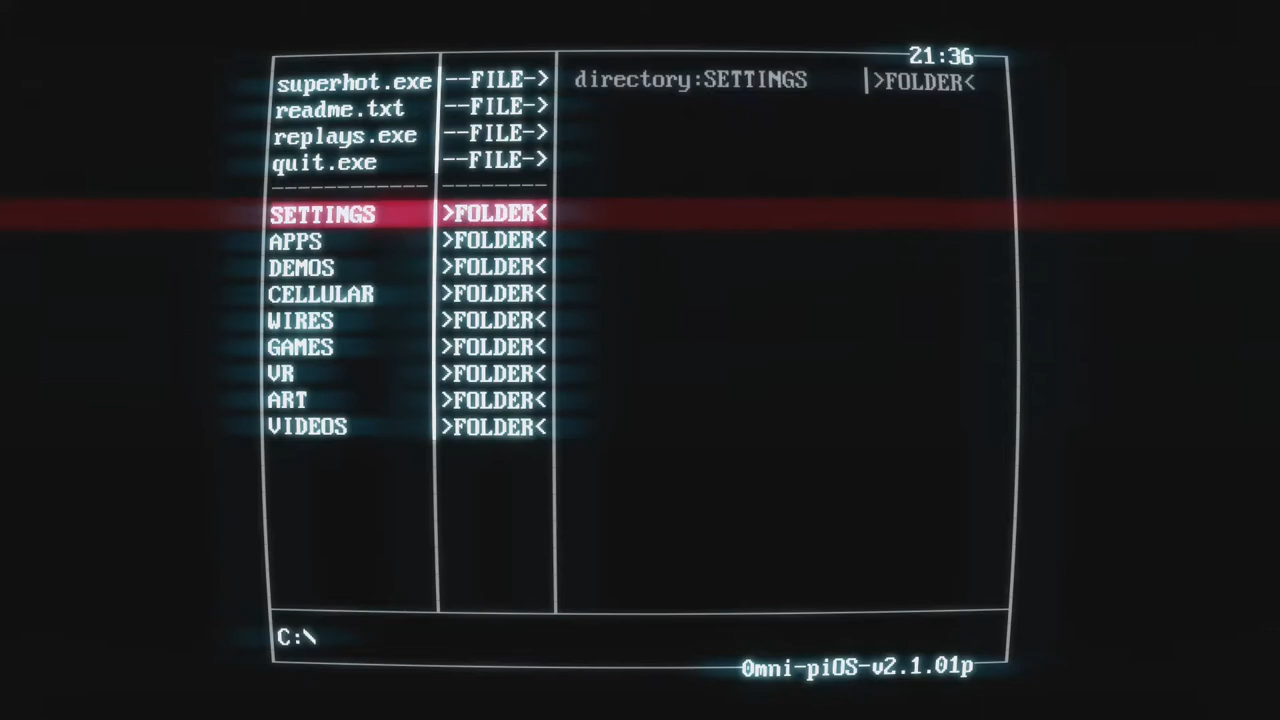 21:36
superhot.exe --FILE-> directory:SETTINGS |>FOLDER<
readme.txt --FILE->
replays.exe --FILE->
quit.exe --FILE->
------------ --------
SETTINGS >FOLDER<
APPS >FOLDER<
DEMOS >FOLDER<
CELLULAR >FOLDER<
WIRES >FOLDER<
GAMES >FOLDER<
VR >FOLDER<
ART >FOLDER<
VIDEOS >FOLDER<
C:\
0mni-piOS-v2.1.01p